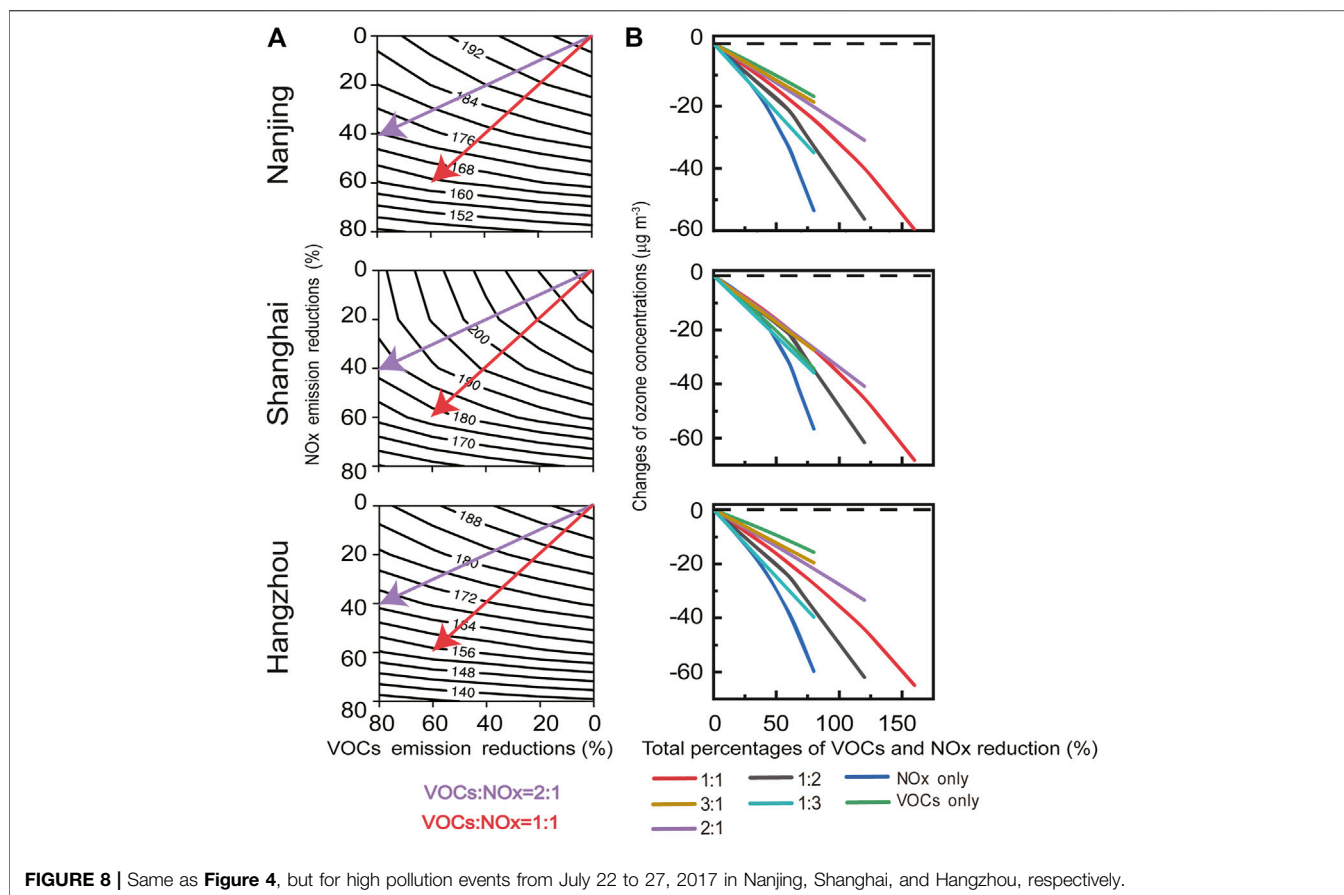 A
B
Nanjing
0
20
40
60
80
192
184
176
168
160
152
0
-20
-40
-60
Shanghai
0
20
40
60
80
200
190
180
170
0
-20
-40
-60
Hangzhou
0
20
40
60
80
188
180
172
164
156
148
140
0
-20
-40
-60
NOx emission reductions (%)
Changes of ozone concentrations (μg m-3)
80 60 40 20 0
0 50 100 150
VOCs emission reductions (%)
Total percentages of VOCs and NOx reduction (%)
VOCs:NOx=2:1
VOCs:NOx=1:1
1:1 1:2 NOx only
3:1 1:3 VOCs only
2:1
FIGURE 8 | Same as Figure 4, but for high pollution events from July 22 to 27, 2017 in Nanjing, Shanghai, and Hangzhou, respectively.